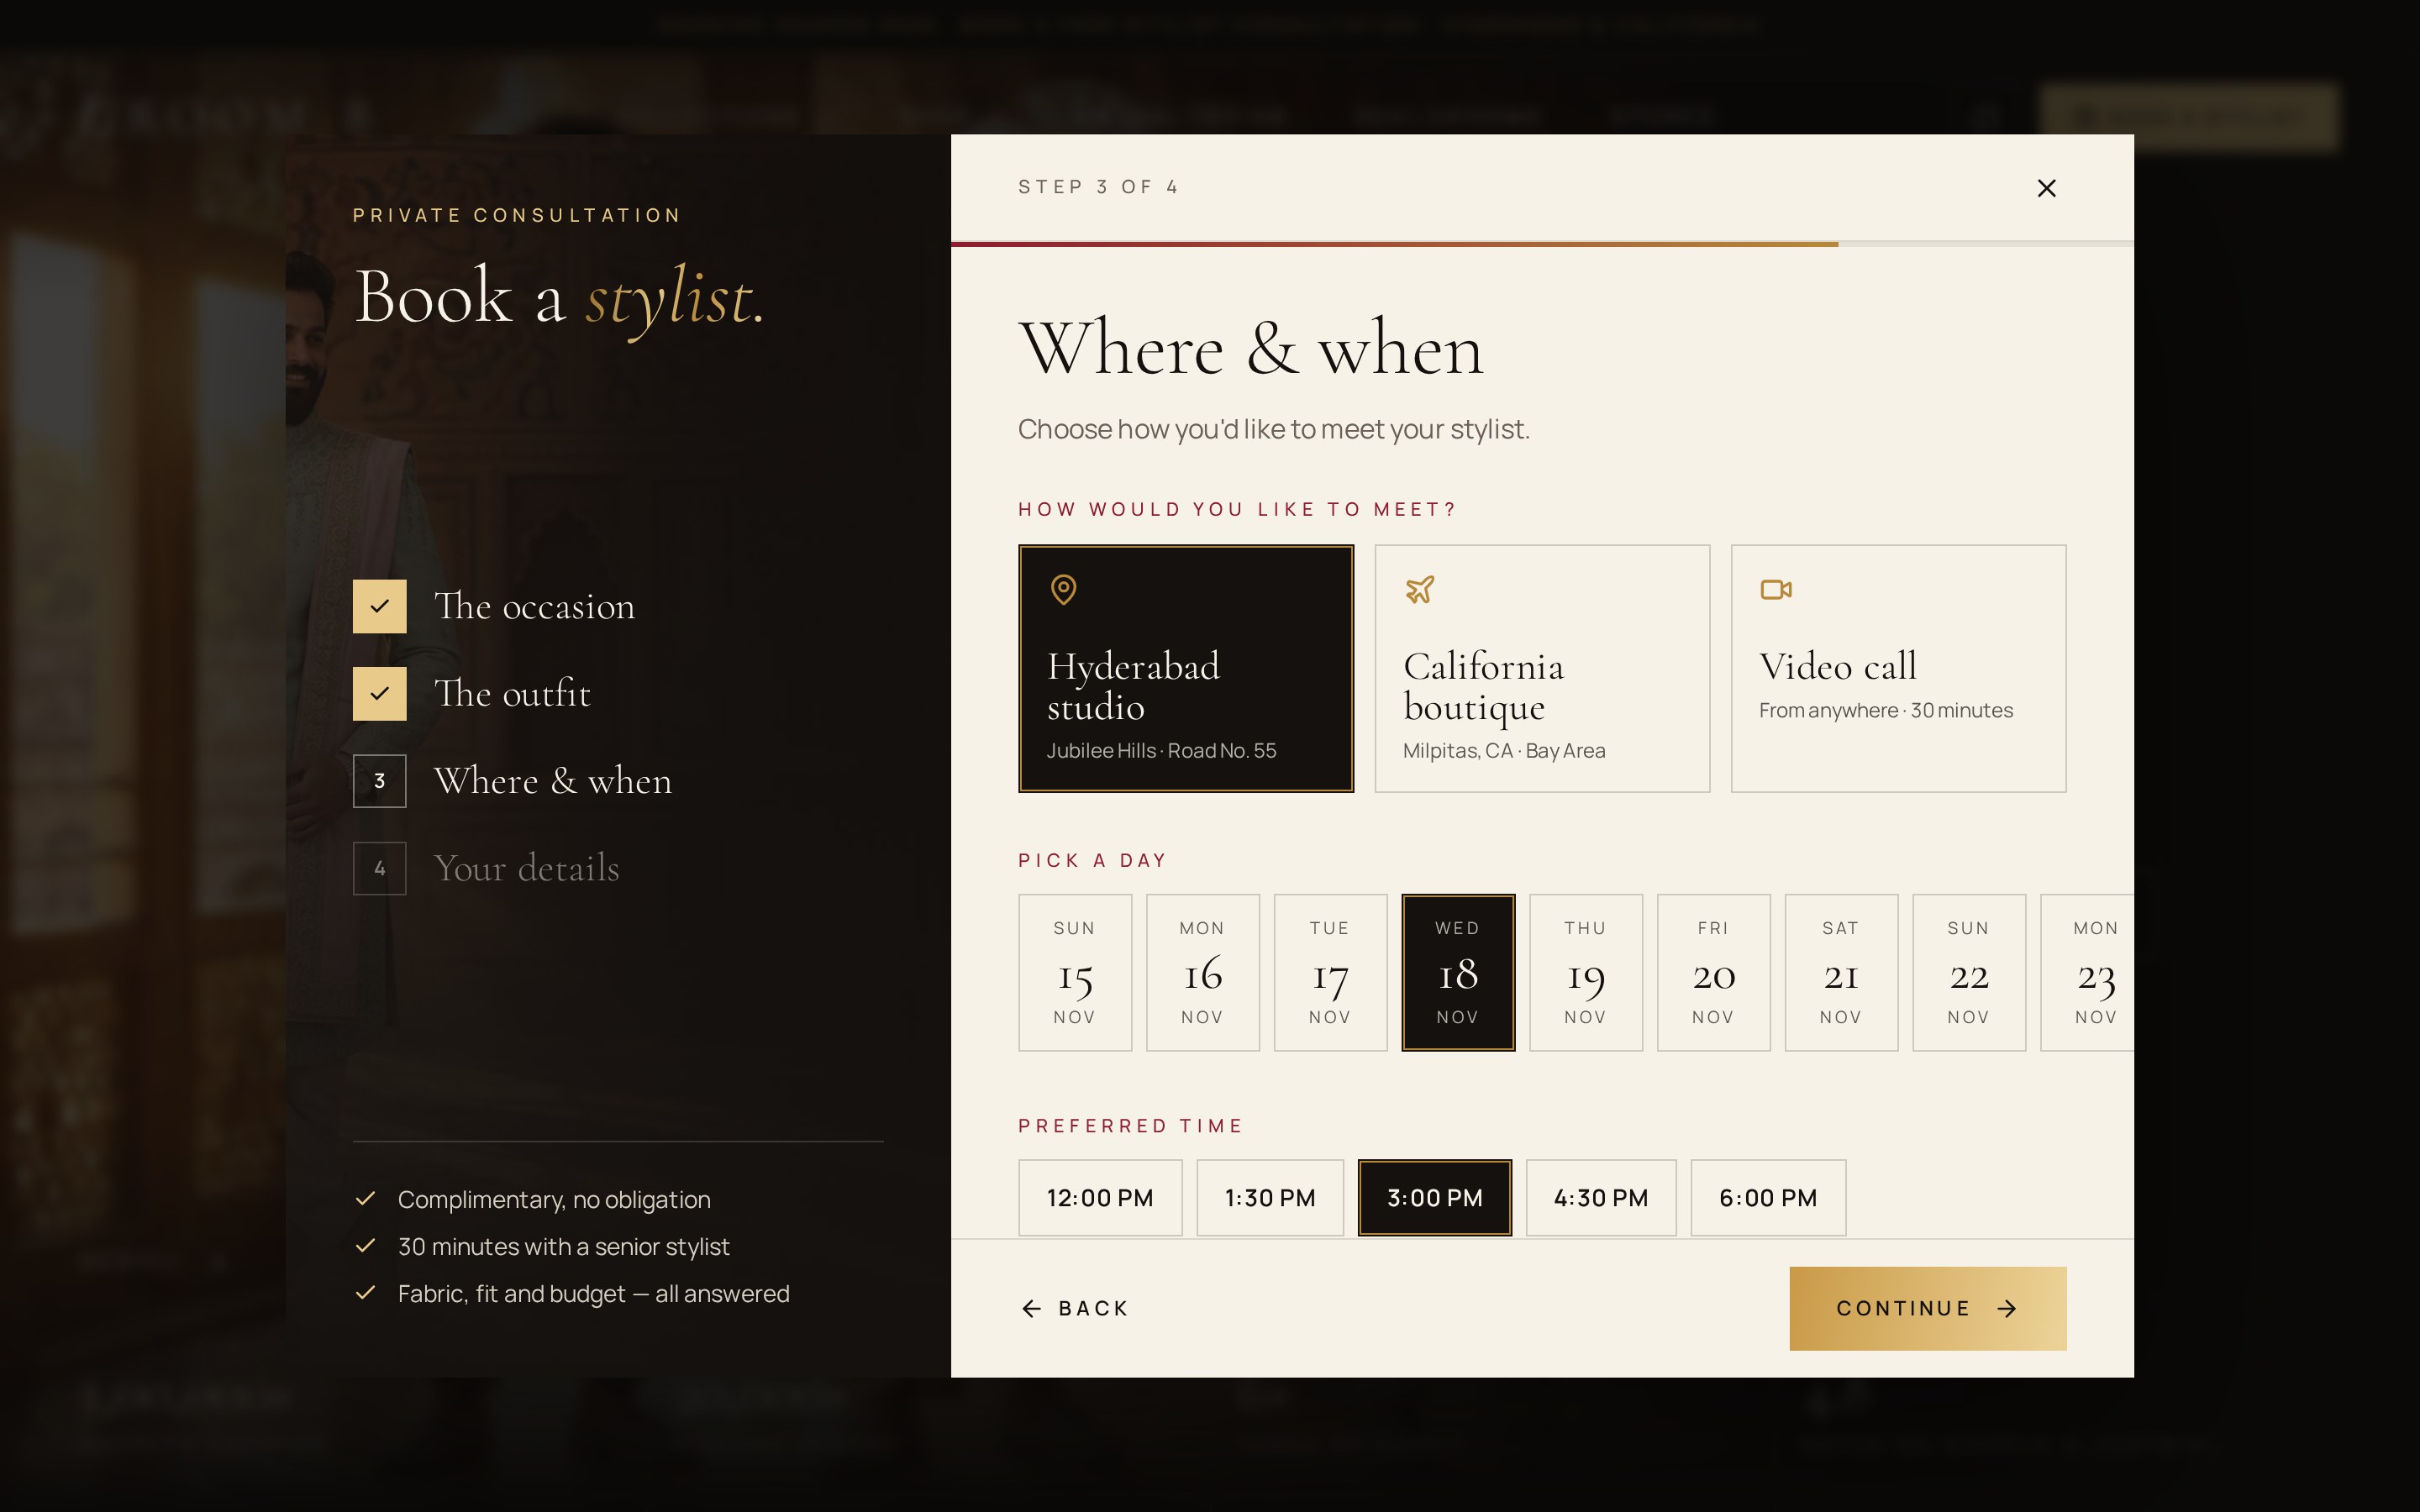 PRIVATE CONSULTATION
Book a stylist.
The occasion
The outfit
3 Where & when
4 Your details
Complimentary, no obligation
30 minutes with a senior stylist
Fabric, fit and budget — all answered
STEP 3 OF 4
Where & when
Choose how you'd like to meet your stylist.
HOW WOULD YOU LIKE TO MEET?
Hyderabad
studio
Jubilee Hills · Road No. 55
California
boutique
Milpitas, CA · Bay Area
Video call
From anywhere · 30 minutes
PICK A DAY
SUN MON TUE WED THU FRI SAT SUN MON
15 16 17 18 19 20 21 22 23
NOV NOV NOV NOV NOV NOV NOV NOV NOV
PREFERRED TIME
12:00 PM 1:30 PM 3:00 PM 4:30 PM 6:00 PM
BACK
CONTINUE